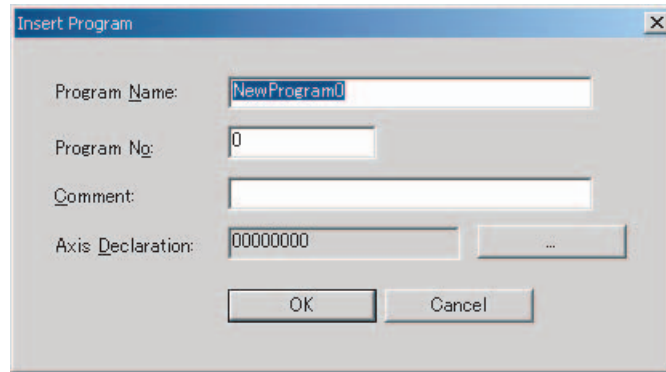 Insert Program
Program Name: NewProgram0
Program No: 0
Comment:
Axis Declaration: 00000000 ...
OK Cancel